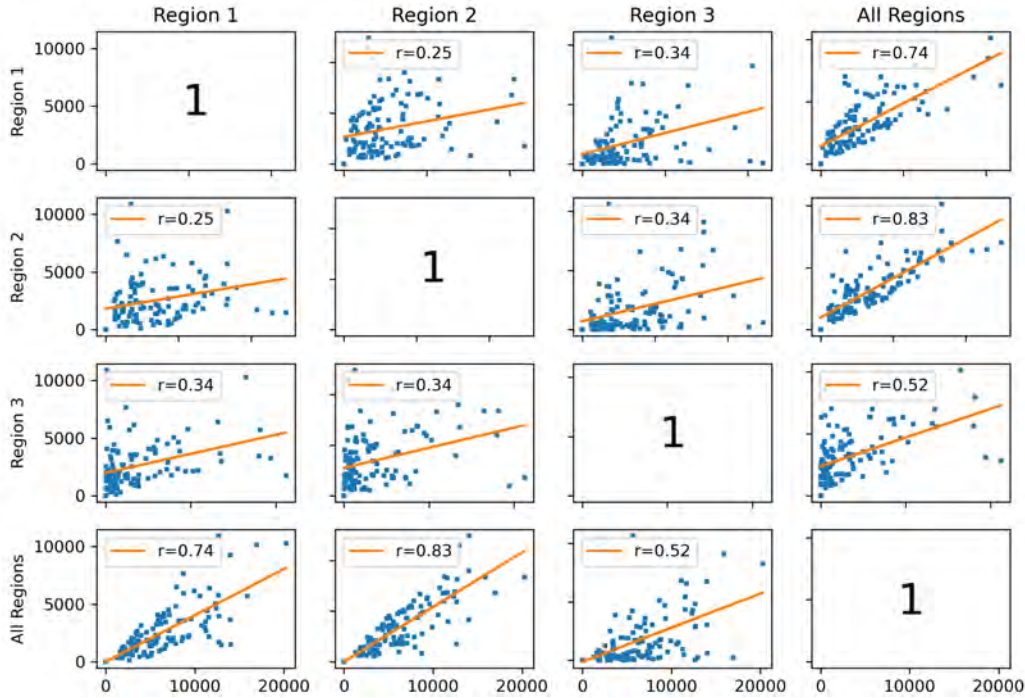 Region 1 Region 2 Region 3 All Regions
Region 1
10000
5000
0
1
r=0.25
r=0.34
r=0.74
Region 2
10000
5000
0
r=0.25
1
r=0.34
r=0.83
Region 3
10000
5000
0
r=0.34
r=0.34
1
r=0.52
All Regions
10000
5000
0
r=0.74
r=0.83
r=0.52
1
0 10000 20000 0 10000 20000 0 10000 20000 0 10000 20000